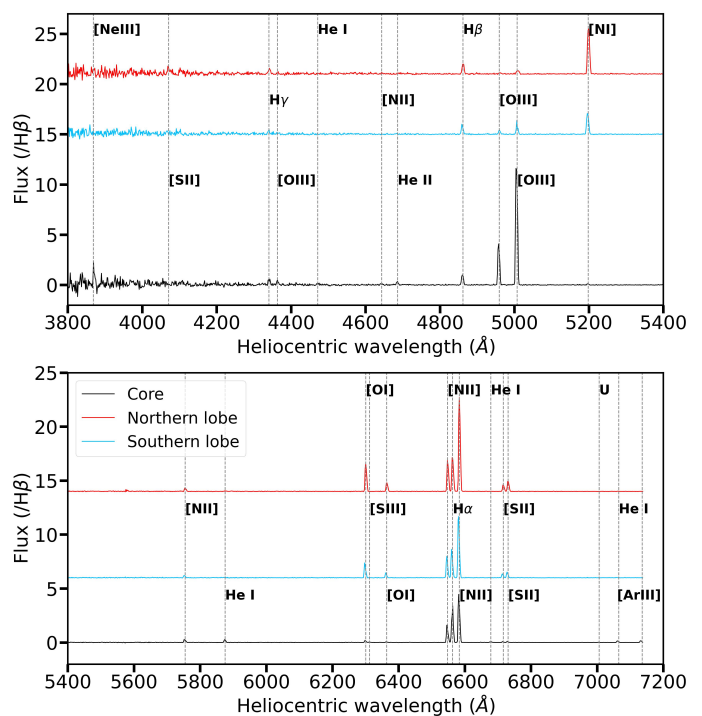 [NeIII] He I Hβ [NI]
Hγ [NII] [OIII]
[SII] [OIII] He II [OIII]
25
20
15
10
5
0
Flux (/Hβ)
3800 4000 4200 4400 4600 4800 5000 5200 5400
Heliocentric wavelength (Å)
Core
Northern lobe
Southern lobe
[OI] [NII] He I U
[NII] [SIII] Hα [SII] He I
He I [OI] [NII] [SII] [ArIII]
25
20
15
10
5
0
Flux (/Hβ)
5400 5600 5800 6000 6200 6400 6600 6800 7000 7200
Heliocentric wavelength (Å)